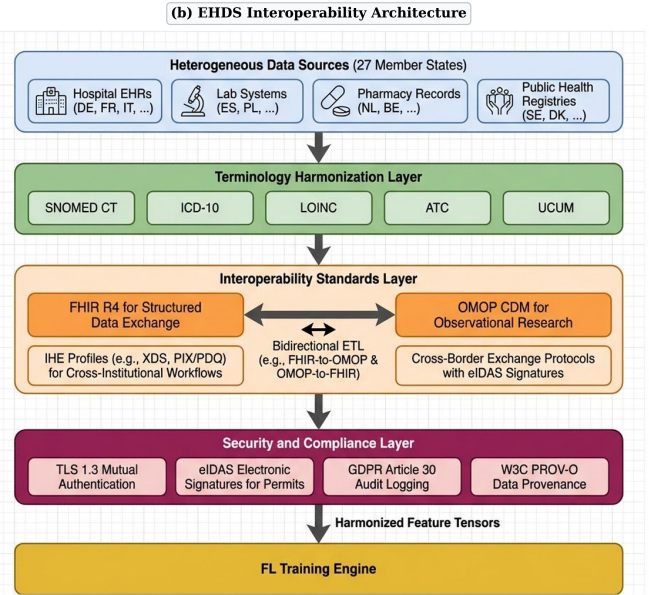 (b) EHDS Interoperability Architecture
Heterogeneous Data Sources (27 Member States)
Hospital EHRs
(DE, FR, IT, ...)
Lab Systems
(ES, PL, ...)
Pharmacy Records
(NL, BE, ...)
Public Health
Registries
(SE, DK, ...)
Terminology Harmonization Layer
SNOMED CT
ICD-10
LOINC
ATC
UCUM
Interoperability Standards Layer
FHIR R4 for Structured
Data Exchange
OMOP CDM for
Observational Research
Bidirectional ETL
(e.g., FHIR-to-OMOP &
OMOP-to-FHIR)
IHE Profiles (e.g., XDS, PIX/PDQ)
for Cross-Institutional Workflows
Cross-Border Exchange Protocols
with eIDAS Signatures
Security and Compliance Layer
TLS 1.3 Mutual
Authentication
eIDAS Electronic
Signatures for Permits
GDPR Article 30
Audit Logging
W3C PROV-O
Data Provenance
Harmonized Feature Tensors
FL Training Engine